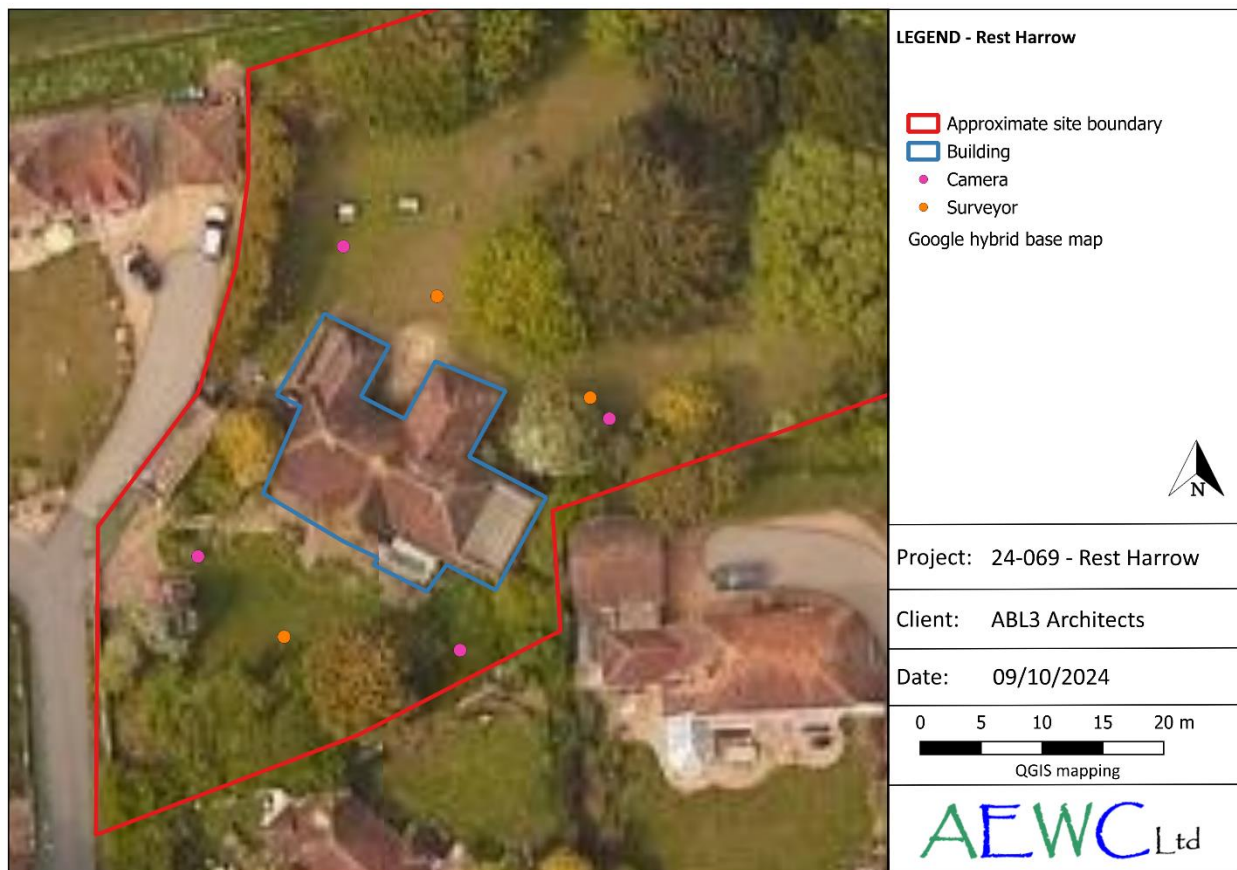 LEGEND - Rest Harrow
Approximate site boundary
Building
Camera
Surveyor
Google hybrid base map
N
Project: 24-069 - Rest Harrow
Client: ABL3 Architects
Date: 09/10/2024
0 5 10 15 20 m
QGIS mapping
AEWC Ltd